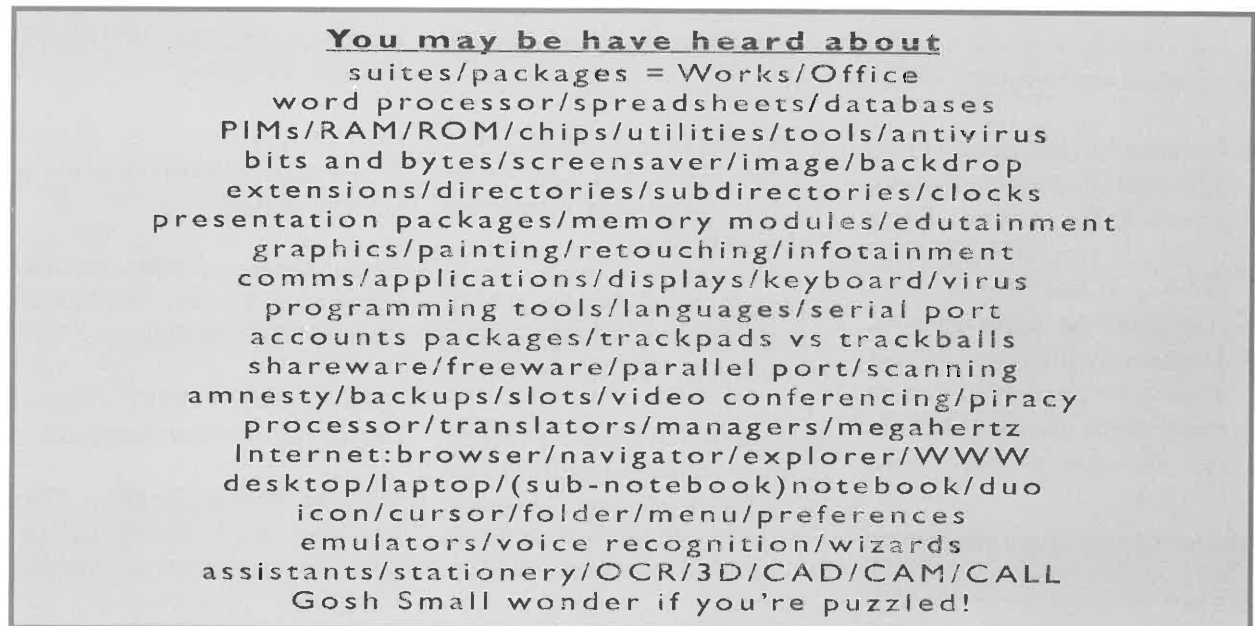 You may be have heard about
suites/packages = Works/Office
word processor/spreadsheets/databases
PIMs/RAM/ROM/chips/utilities/tools/antivirus
bits and bytes/screensaver/image/backdrop
extensions/directories/subdirectories/clocks
presentation packages/memory modules/edutainment
graphics/painting/retouching/infotainment
comms/applications/displays/keyboard/virus
programming tools/languages/serial port
accounts packages/trackpads vs trackballs
shareware/freeware/parallel port/scanning
amnesty/backups/slots/video conferencing/piracy
processor/translators/managers/megahertz
Internet:browser/navigator/explorer/WWW
desktop/laptop/(sub-notebook)notebook/duo
icon/cursor/folder/menu/preferences
emulators/voice recognition/wizards
assistants/stationery/OCR/3D/CAD/CAM/CALL
Gosh Small wonder if you're puzzled!